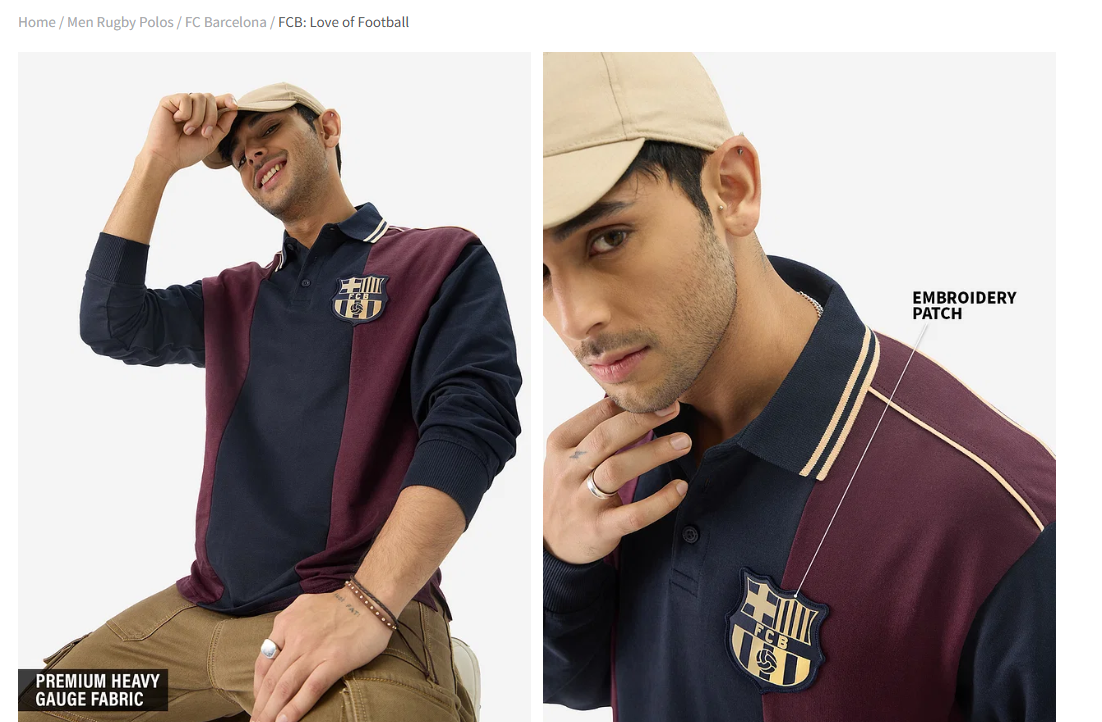 Home / Men Rugby Polos / FC Barcelona / FCB: Love of Football
EMBROIDERY
PATCH
FCB
FCB
PREMIUM HEAVY
GAUGE FABRIC